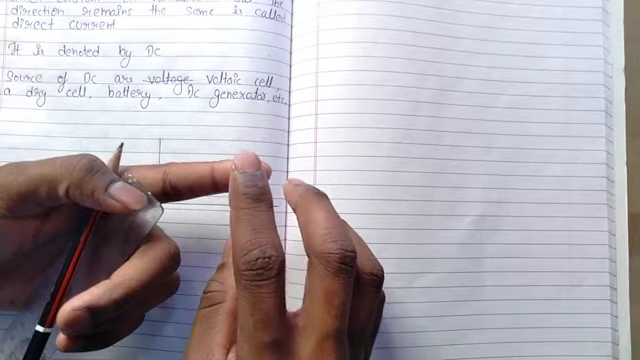 direction remains the same is called
direct current
It is denoted by Dc
Source of Dc are voltage voltaic cell,
a dry cell, battery, Dc generator, etc.